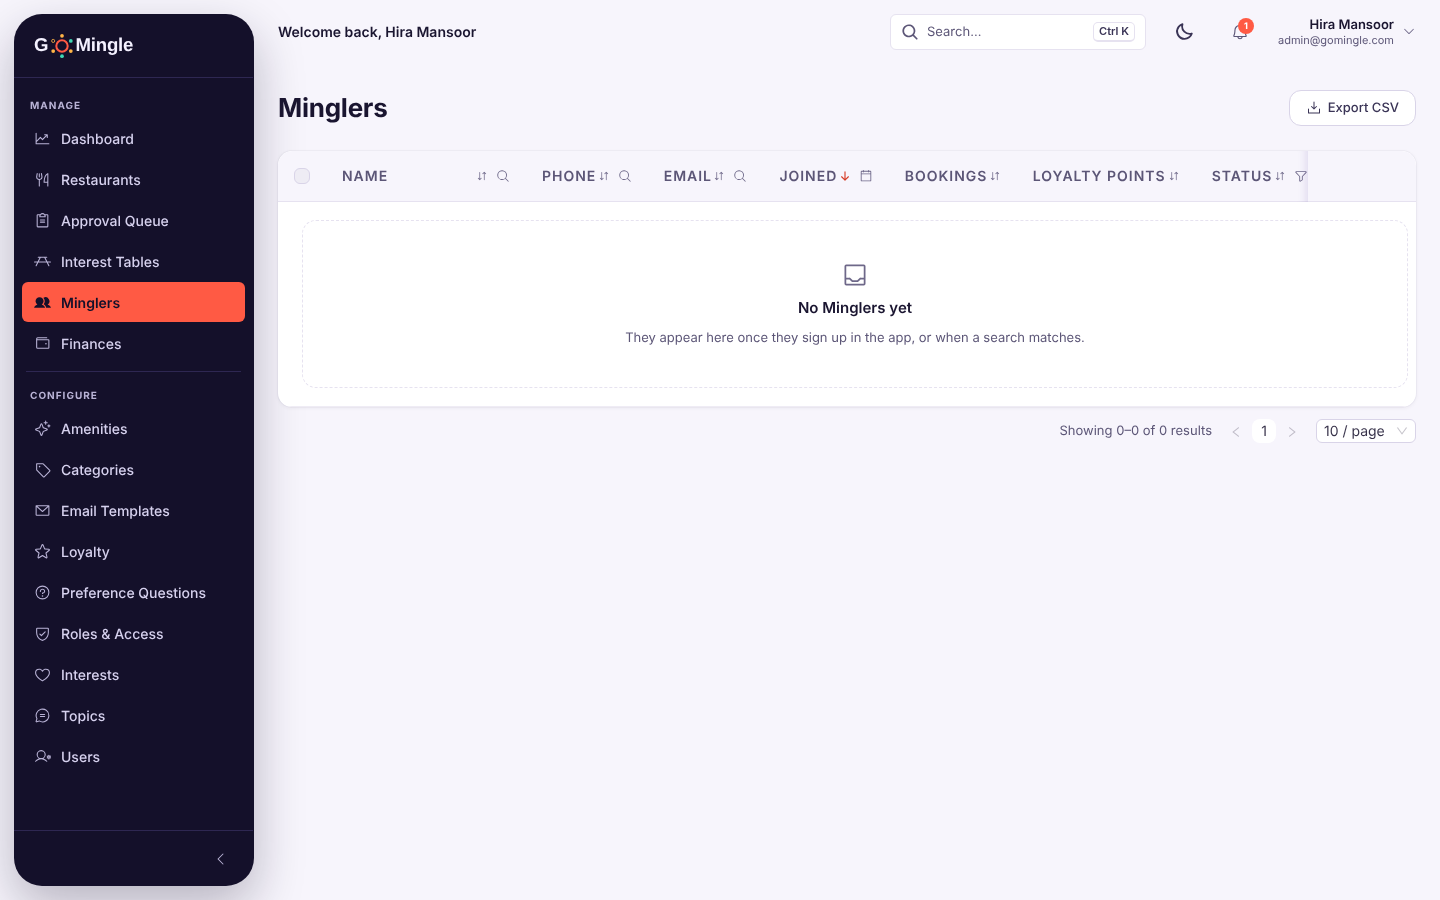 GoMingle
Welcome back, Hira Mansoor
Search...
Ctrl K
1
Hira Mansoor
admin@gomingle.com
MANAGE
Dashboard
Restaurants
Approval Queue
Interest Tables
Minglers
Finances
CONFIGURE
Amenities
Categories
Email Templates
Loyalty
Preference Questions
Roles & Access
Interests
Topics
Users
Minglers
Export CSV
NAME PHONE EMAIL JOINED BOOKINGS LOYALTY POINTS STATUS
No Minglers yet
They appear here once they sign up in the app, or when a search matches.
Showing 0–0 of 0 results 1 10 / page